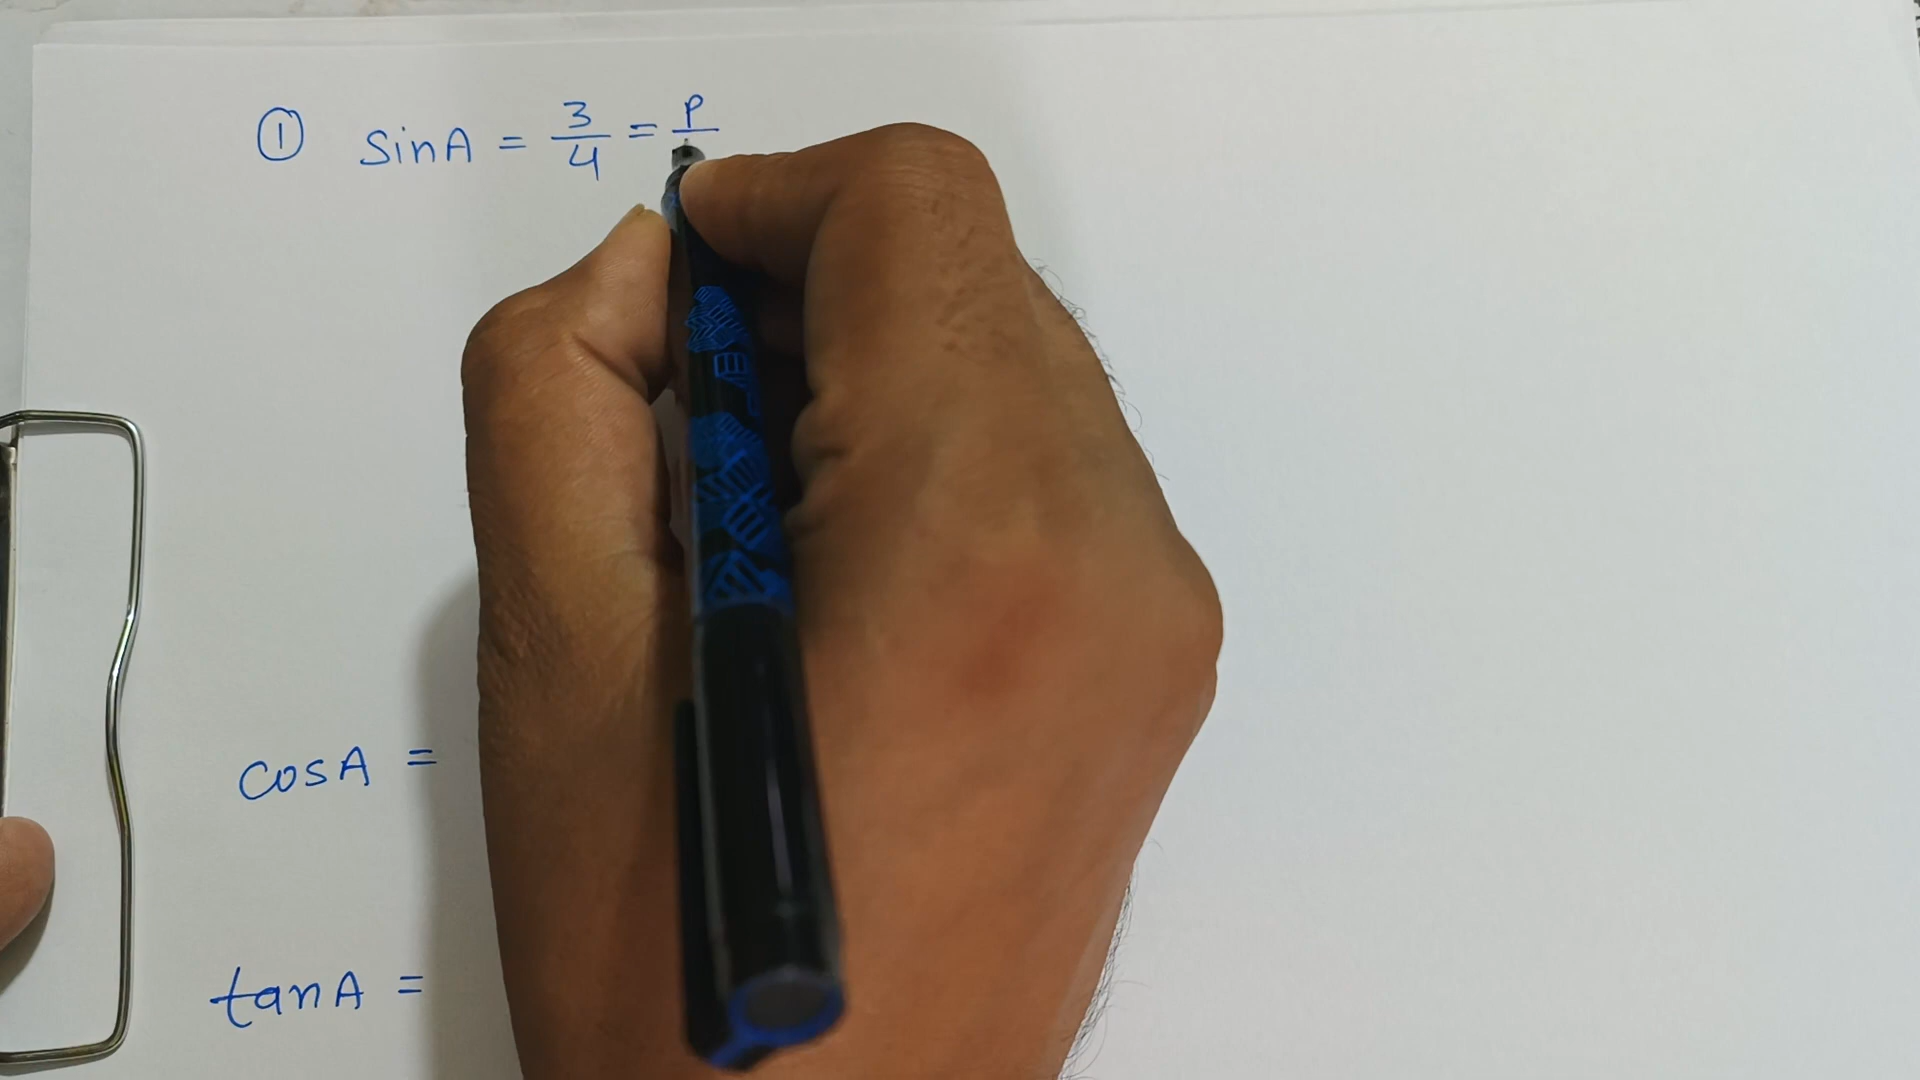 ① sinA = 3/4 = P/
cosA =
tanA =